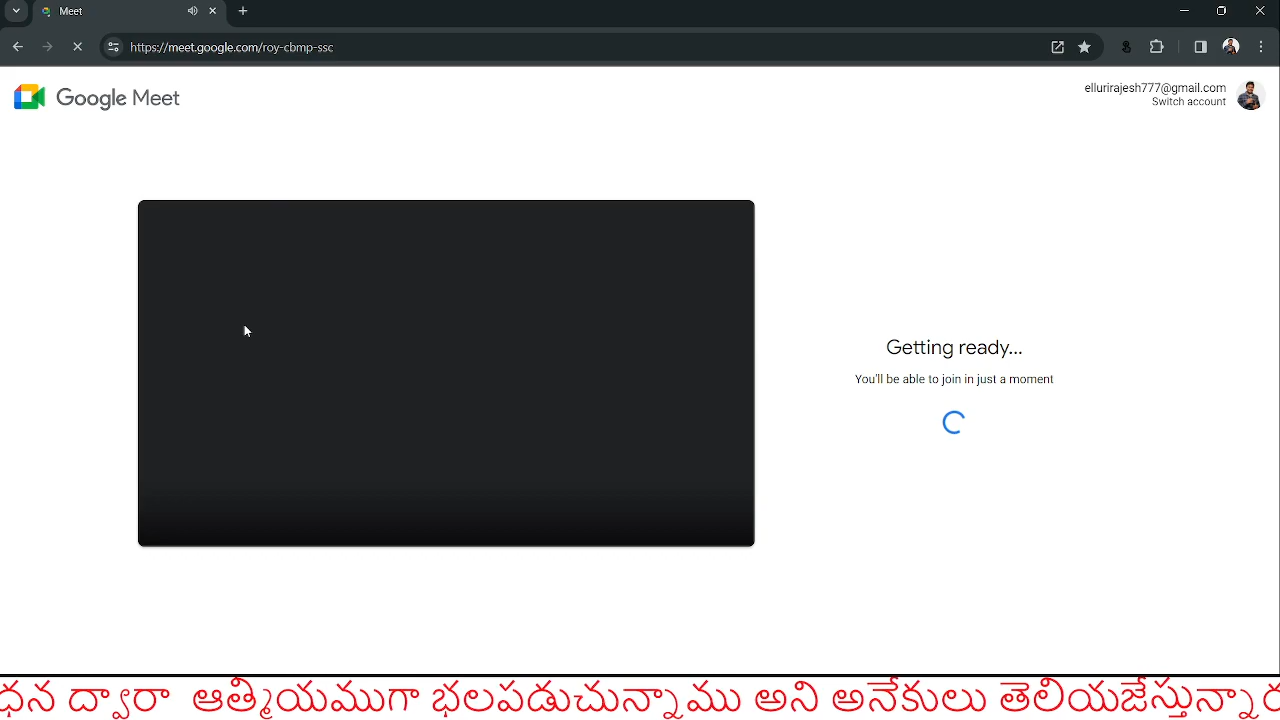 Meet
https://meet.google.com/roy-cbmp-ssc
Google Meet
ellurirajesh777@gmail.com
Switch account
Getting ready...
You'll be able to join in just a moment
ధన ద్వారా ఆత్మీయముగా భలపడుచున్నాము అని అనేకులు తెలియజేస్తున్నార